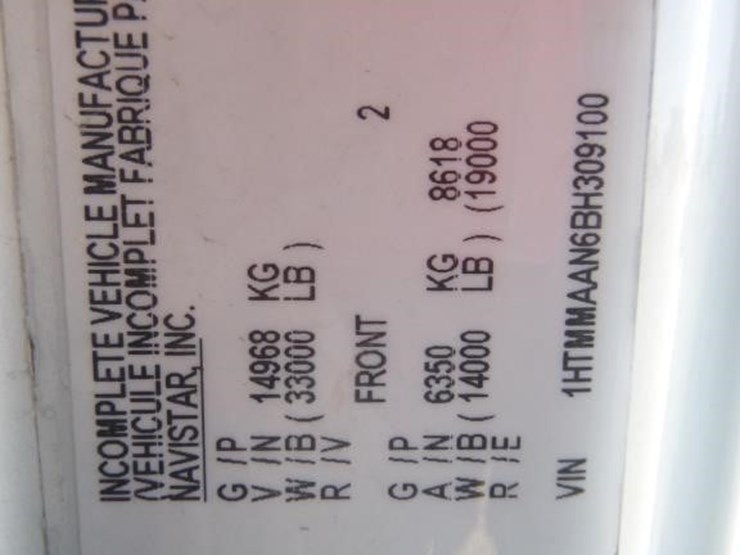 INCOMPLETE VEHICLE MANUFACTU
(VEHICULE INCOMPLET FABRIQUE P
NAVISTAR, INC.
G /P
V /N 14968 KG
W /B ( 33000 LB )
R /V
FRONT 2
G /P
A /N 6350 KG 8618
W /B ( 14000 LB ) (19000
R /E
VIN 1HTMMAAN6BH309100